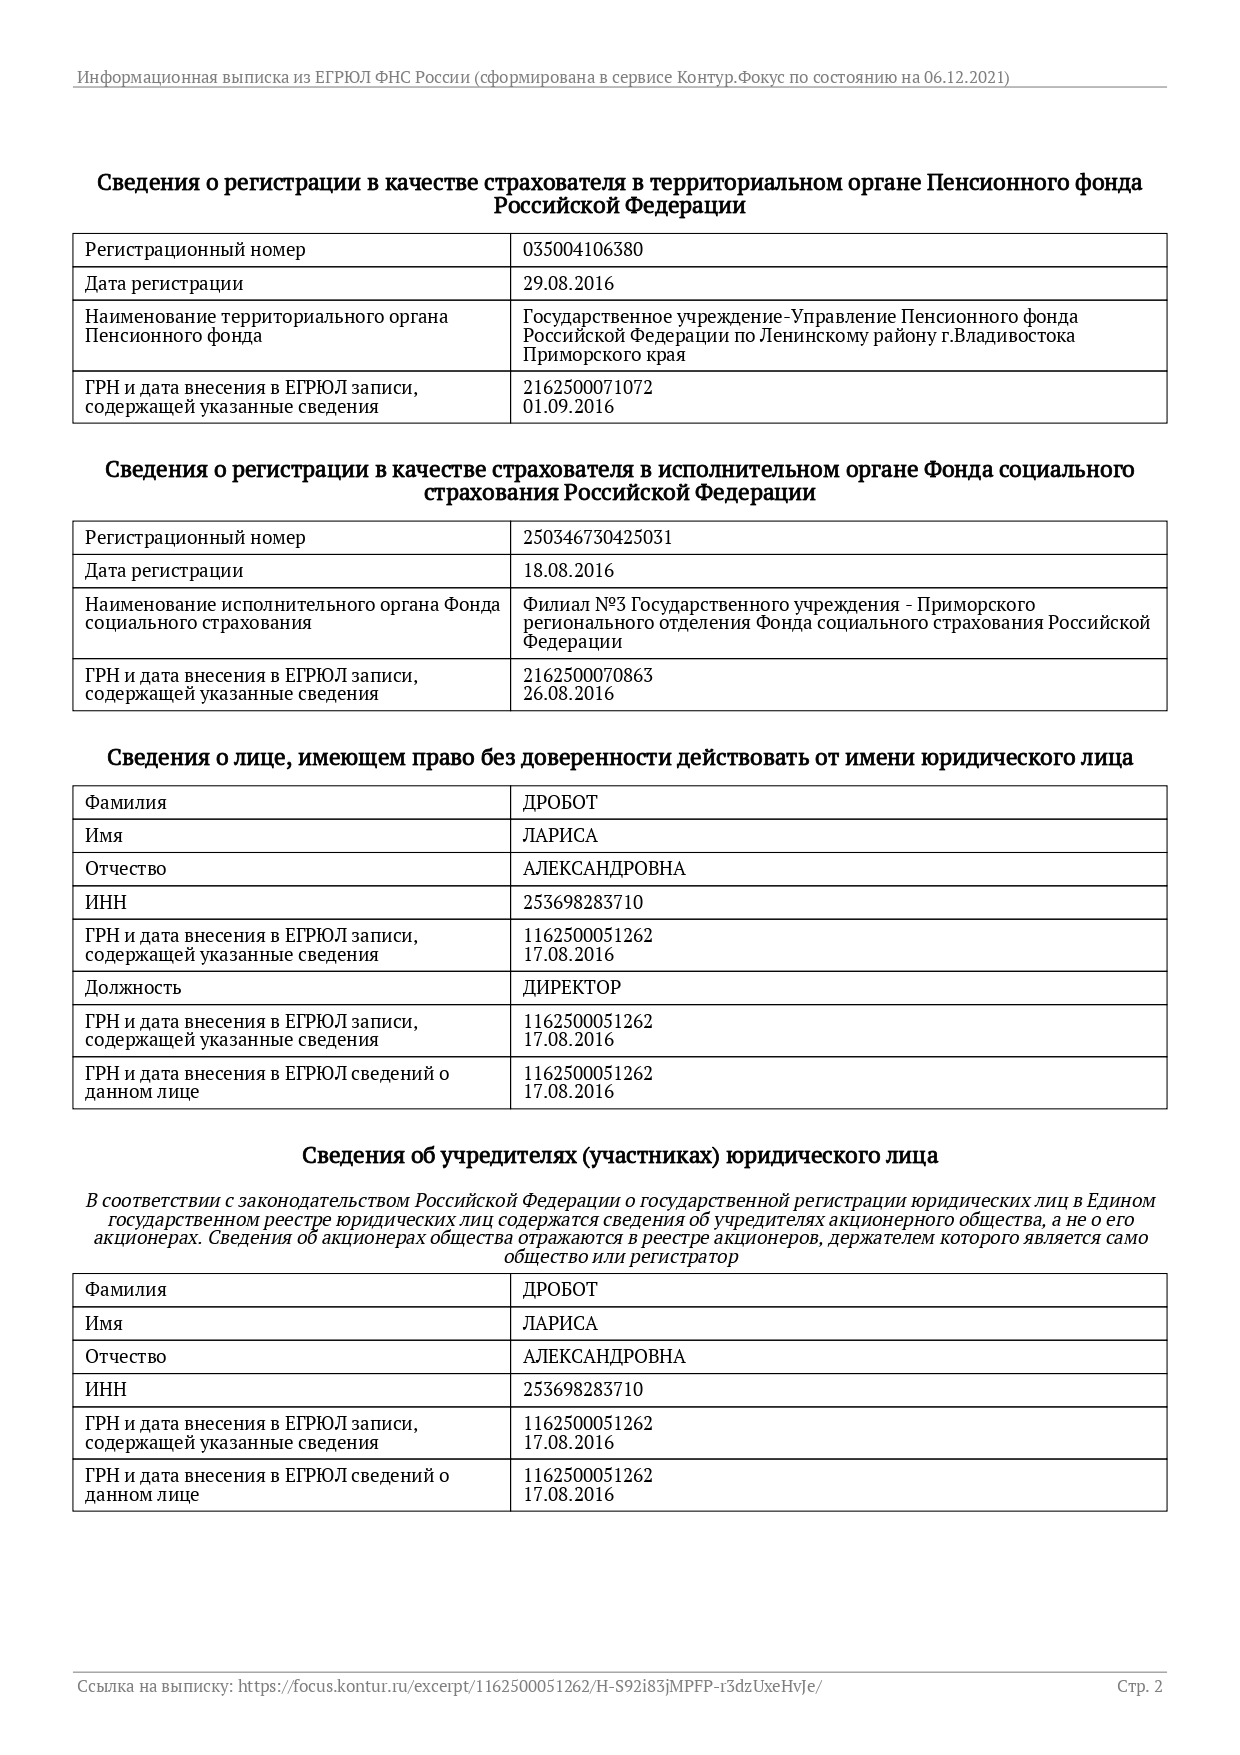 Информационная выписка из ЕГРЮЛ ФНС России (сформирована в сервисе Контур.Фокус по состоянию на 06.12.2021)
Сведения о регистрации в качестве страхователя в территориальном органе Пенсионного фонда
Российской Федерации
Регистрационный номер 035004106380
Дата регистрации 29.08.2016
Наименование территориального органа Государственное учреждение-Управление Пенсионного фонда
Пенсионного фонда Российской Федерации по Ленинскому району г.Владивостока
Приморского края
ГРН и дата внесения в ЕГРЮЛ записи, 2162500071072
содержащей указанные сведения 01.09.2016
Сведения о регистрации в качестве страхователя в исполнительном органе Фонда социального
страхования Российской Федерации
Регистрационный номер 250346730425031
Дата регистрации 18.08.2016
Наименование исполнительного органа Фонда Филиал №3 Государственного учреждения - Приморского
социального страхования регионального отделения Фонда социального страхования Российской
Федерации
ГРН и дата внесения в ЕГРЮЛ записи, 2162500070863
содержащей указанные сведения 26.08.2016
Сведения о лице, имеющем право без доверенности действовать от имени юридического лица
Фамилия ДРОБОТ
Имя ЛАРИСА
Отчество АЛЕКСАНДРОВНА
ИНН 253698283710
ГРН и дата внесения в ЕГРЮЛ записи, 1162500051262
содержащей указанные сведения 17.08.2016
Должность ДИРЕКТОР
ГРН и дата внесения в ЕГРЮЛ записи, 1162500051262
содержащей указанные сведения 17.08.2016
ГРН и дата внесения в ЕГРЮЛ сведений о 1162500051262
данном лице 17.08.2016
Сведения об учредителях (участниках) юридического лица
В соответствии с законодательством Российской Федерации о государственной регистрации юридических лиц в Едином
государственном реестре юридических лиц содержатся сведения об учредителях акционерного общества, а не о его
акционерах. Сведения об акционерах общества отражаются в реестре акционеров, держателем которого является само
общество или регистратор
Фамилия ДРОБОТ
Имя ЛАРИСА
Отчество АЛЕКСАНДРОВНА
ИНН 253698283710
ГРН и дата внесения в ЕГРЮЛ записи, 1162500051262
содержащей указанные сведения 17.08.2016
ГРН и дата внесения в ЕГРЮЛ сведений о 1162500051262
данном лице 17.08.2016
Ссылка на выписку: https://focus.kontur.ru/excerpt/1162500051262/H-S92i83jMPFP-r3dzUxeHvJe/ Стр. 2